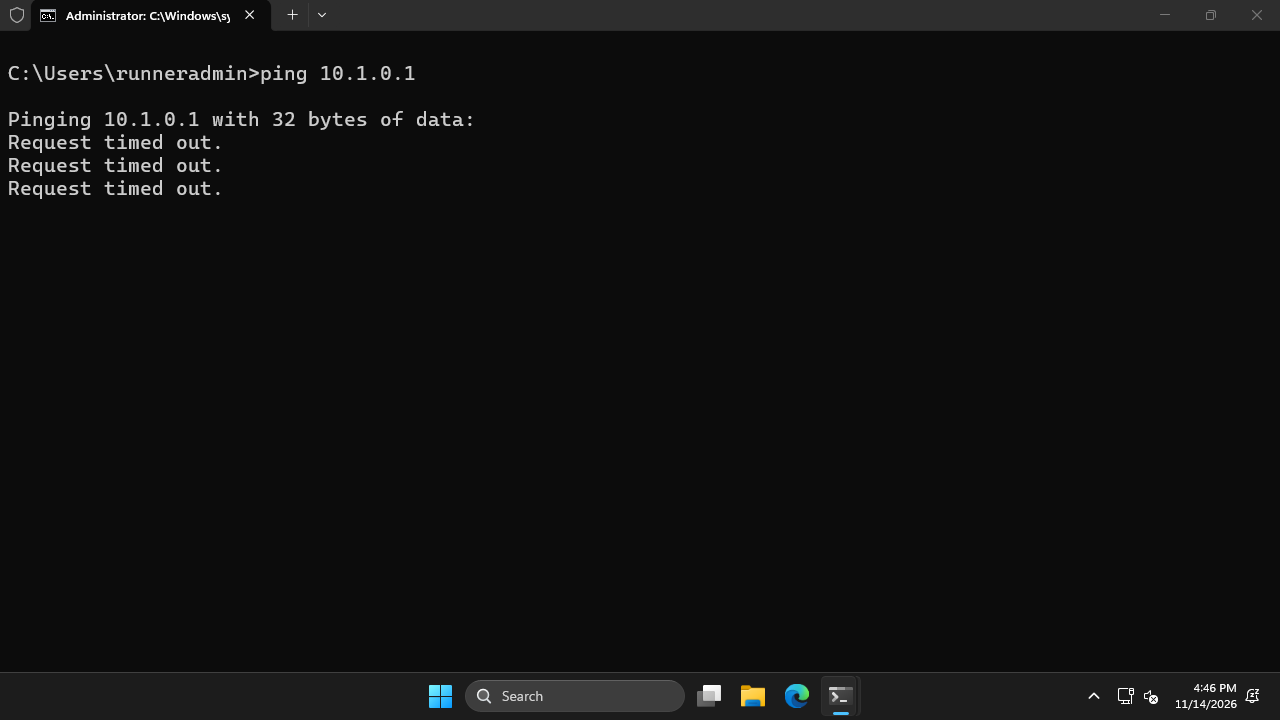 Administrator: C:\Windows\sy
C:\Users\runneradmin>ping 10.1.0.1
Pinging 10.1.0.1 with 32 bytes of data:
Request timed out.
Request timed out.
Request timed out.
Search
4:46 PM
11/14/2026